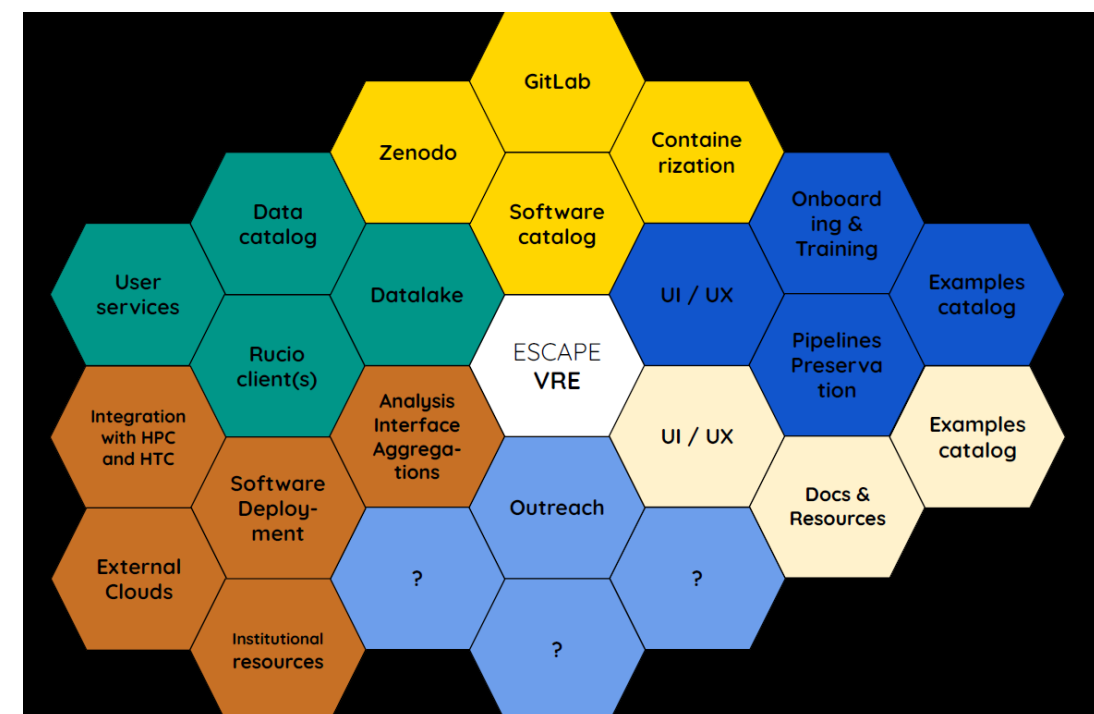 GitLab
Zenodo
Containe
rization
Data
catalog
Software
catalog
Onboard
ing &
Training
User
services
Datalake
UI / UX
Examples
catalog
Rucio
client(s)
ESCAPE
VRE
Pipelines
Preserva
tion
Integration
with HPC
and HTC
Analysis
Interface
Aggrega-
tions
UI / UX
Examples
catalog
Software
Deploy-
ment
Outreach
Docs &
Resources
External
Clouds
?
?
Institutional
resources
?